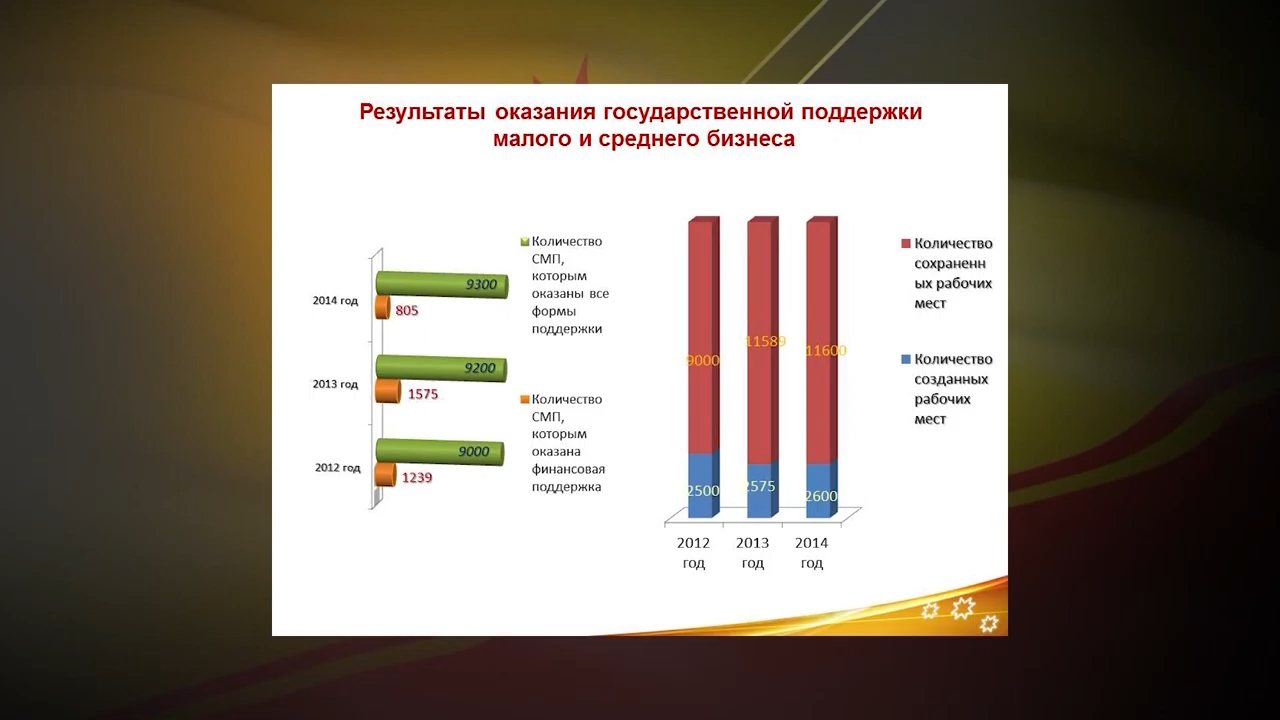 Результаты оказания государственной поддержки
малого и среднего бизнеса
2014 год
9300
805
2013 год
9200
1575
2012 год
9000
1239
Количество
СМП,
которым
оказаны все
формы
поддержки
Количество
СМП,
которым
оказана
финансовая
поддержка
9000
11589
11600
2500
2575
2600
2012
год
2013
год
2014
год
Количество
сохраненн
ых рабочих
мест
Количество
созданных
рабочих
мест